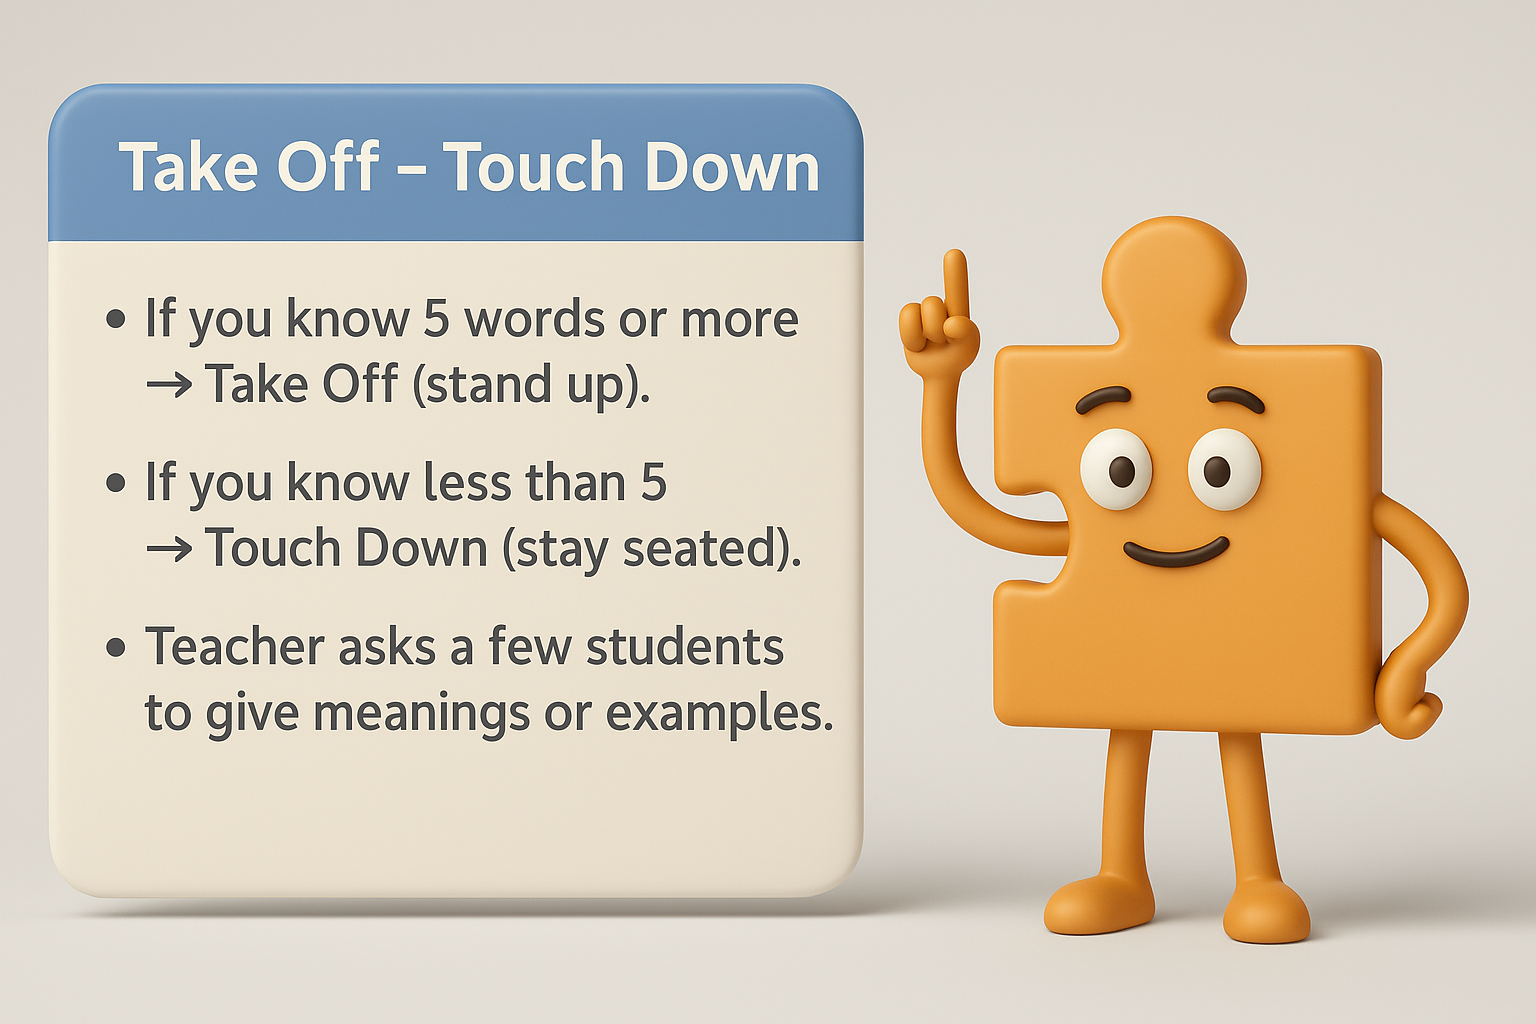 Take Off – Touch Down
• If you know 5 words or more
→ Take Off (stand up).
• If you know less than 5
→ Touch Down (stay seated).
• Teacher asks a few students
to give meanings or examples.